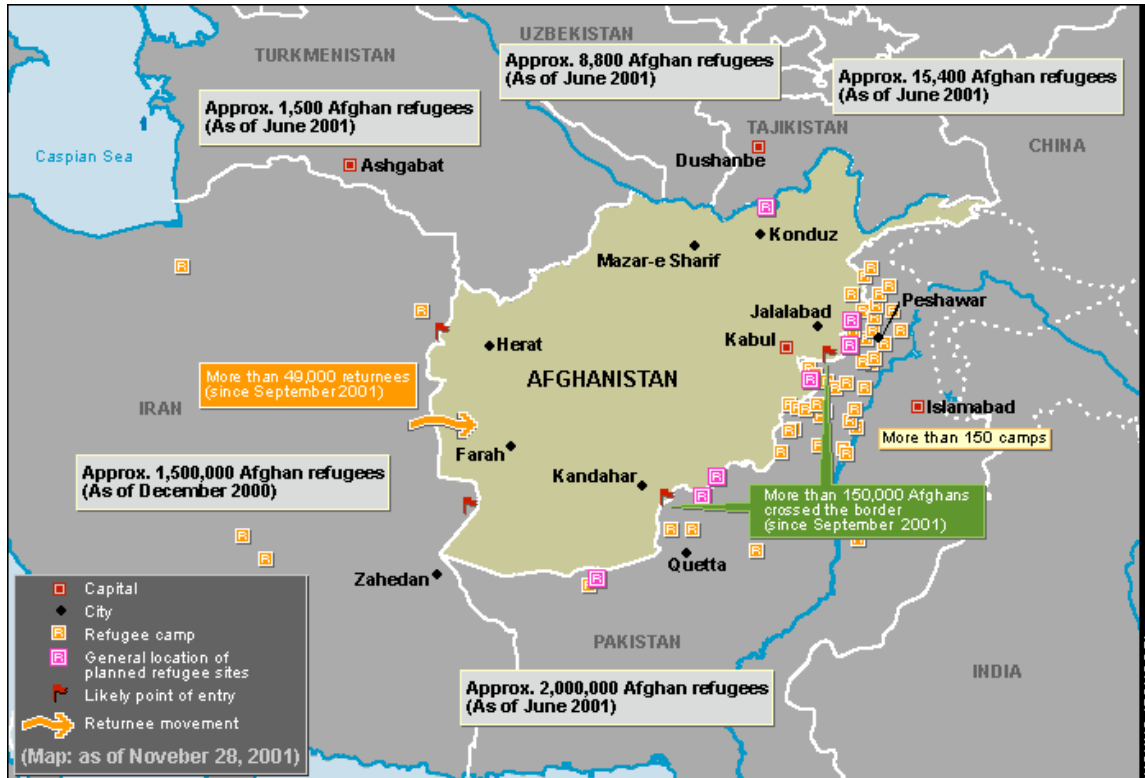 UZBEKISTAN
TURKMENISTAN
Approx. 8,800 Afghan refugees
(As of June 2001)
Approx. 15,400 Afghan refugees
(As of June 2001)
Approx. 1,500 Afghan refugees
(As of June 2001)
TAJIKISTAN
CHINA
Caspian Sea
Dushanbe
Ashgabat
R
Konduz
Mazar-e Sharif
Peshawar
Jalalabad
Kabul
Herat
AFGHANISTAN
More than 49,000 returnees
(since September 2001)
IRAN
Islamabad
More than 150 camps
Farah
Approx. 1,500,000 Afghan refugees
(As of December 2000)
Kandahar
More than 150,000 Afghans
crossed the border
(since September 2001)
Quetta
Zahedan
Capital
City
Refugee camp
General location of
planned refugee sites
Likely point of entry
Returnee movement
(Map: as of Noveber 28, 2001)
PAKISTAN
INDIA
Approx. 2,000,000 Afghan refugees
(As of June 2001)